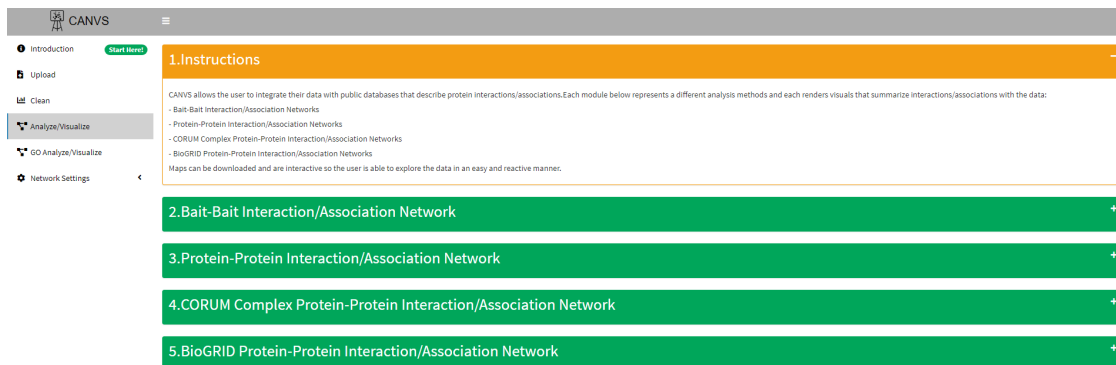 CANVS
Introduction
Start Here!
Upload
Clean
Analyze/Visualize
GO Analyze/Visualize
Network Settings
1.Instructions
CANVS allows the user to integrate their data with public databases that describe protein interactions/associations.Each module below represents a different analysis methods and each renders visuals that summarize interactions/associations with the data:
- Bait-Bait Interaction/Association Networks
- Protein-Protein Interaction/Association Networks
- CORUM Complex Protein-Protein Interaction/Association Networks
- BioGRID Protein-Protein Interaction/Association Networks
Maps can be downloaded and are interactive so the user is able to explore the data in an easy and reactive manner.
2.Bait-Bait Interaction/Association Network
3.Protein-Protein Interaction/Association Network
4.CORUM Complex Protein-Protein Interaction/Association Network
5.BioGRID Protein-Protein Interaction/Association Network